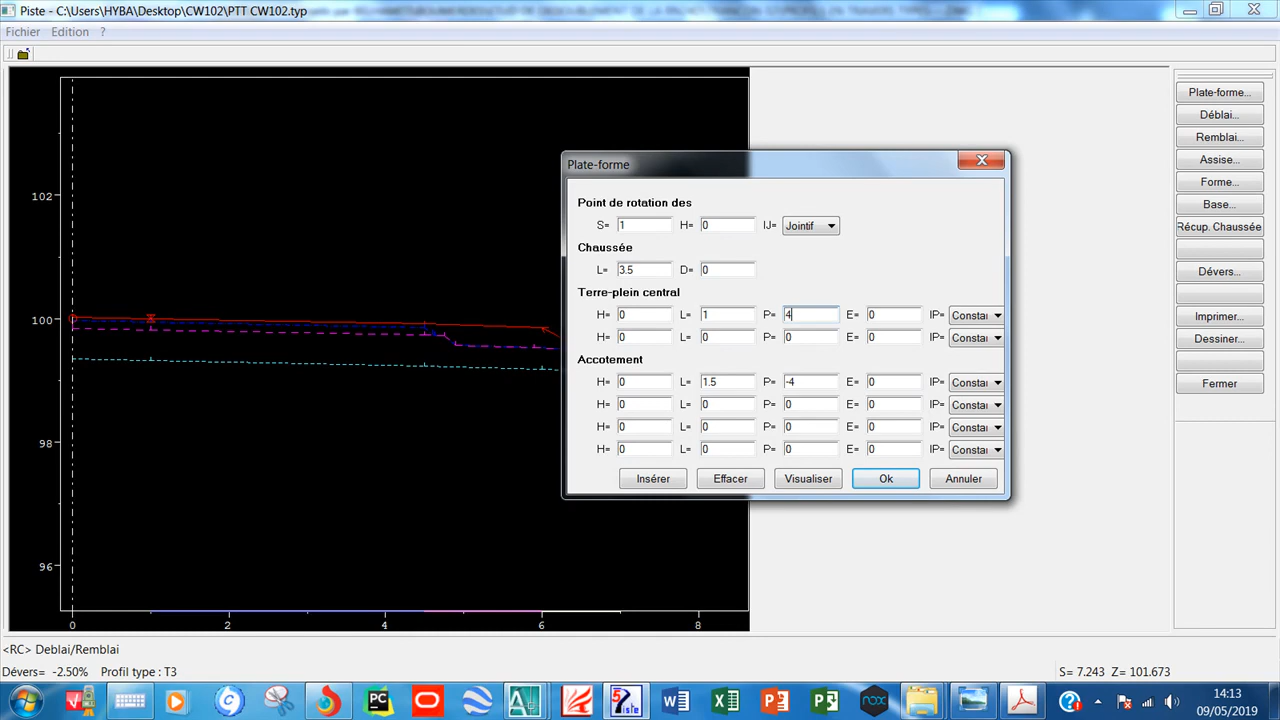 Piste - C:\Users\HYBA\Desktop\CW102\PTT CW102.typ
Fichier Edition ?
Plate-forme...
Déblai...
Remblai...
Assise...
Forme...
Base...
Récup. Chaussée
Dévers...
Imprimer...
Dessiner...
Fermer
102
100
98
96
0 2 4 6 8
Plate-forme
Point de rotation des
S= 1 H= 0 IJ= Jointif
Chaussée
L= 3.5 D= 0
Terre-plein central
H= 0 L= 1 P= 4 E= 0 IP= Constai
H= 0 L= 0 P= 0 E= 0 IP= Constai
Accotement
H= 0 L= 1.5 P= -4 E= 0 IP= Constai
H= 0 L= 0 P= 0 E= 0 IP= Constai
H= 0 L= 0 P= 0 E= 0 IP= Constai
H= 0 L= 0 P= 0 E= 0 IP= Constai
Insérer Effacer Visualiser Ok Annuler
<RC> Deblai/Remblai
Dévers= -2.50% Profil type : T3 S= 7.243 Z= 101.673
14:13
09/05/2019